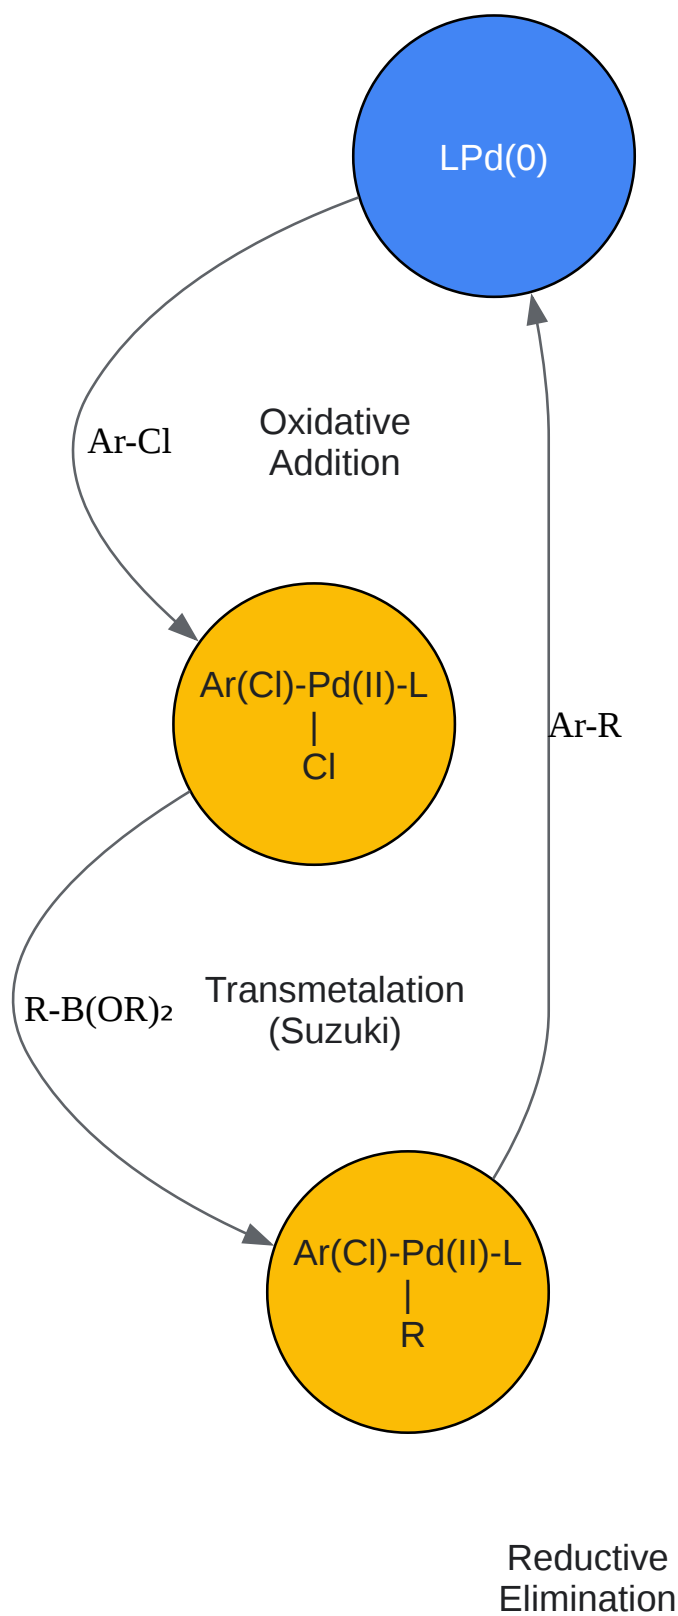 LPd(0)
Ar-Cl
Oxidative
Addition
Ar(Cl)-Pd(II)-L
|
Cl
Ar-R
R-B(OR)₂
Transmetalation
(Suzuki)
Ar(Cl)-Pd(II)-L
|
R
Reductive
Elimination